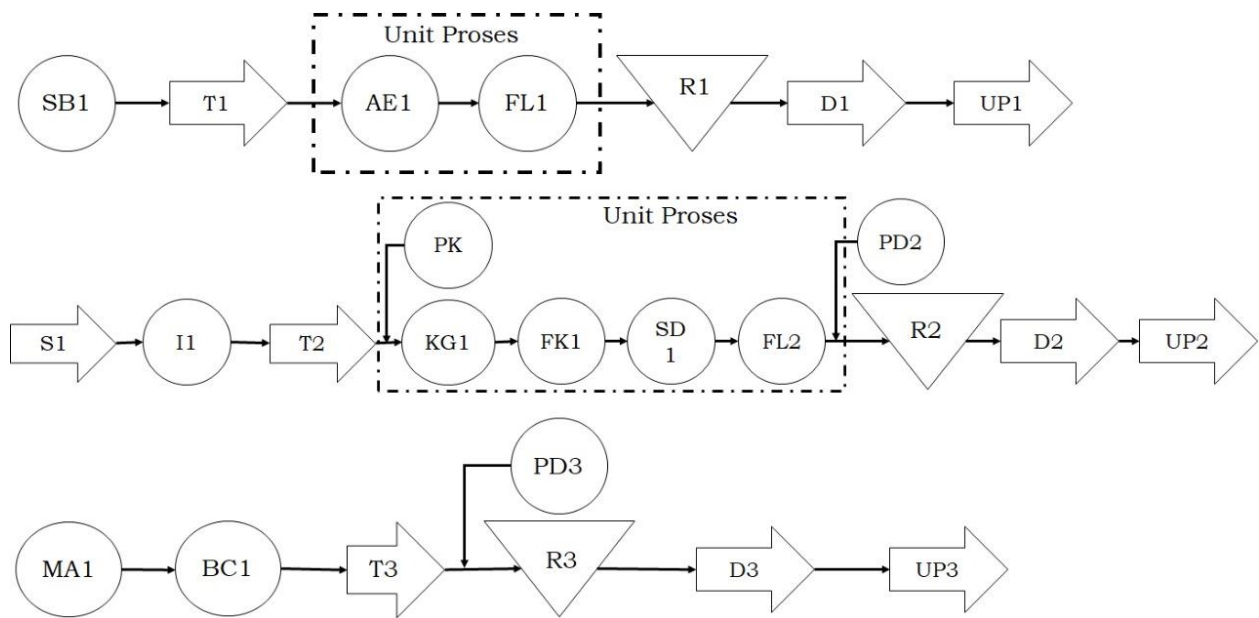 Unit Proses
SB1
T1
AE1
FL1
R1
D1
UP1
Unit Proses
PK
PD2
S1
I1
T2
KG1
FK1
SD
1
FL2
R2
D2
UP2
PD3
MA1
BC1
T3
R3
D3
UP3